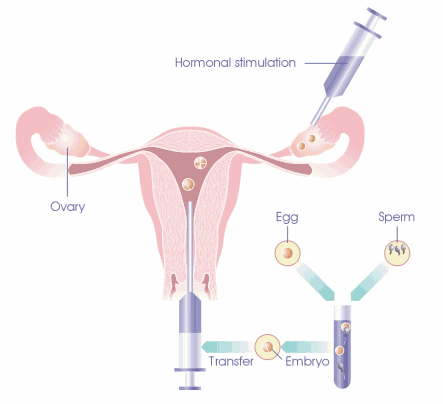 Hormonal stimulation
Ovary
Egg
Sperm
Transfer
Embryo